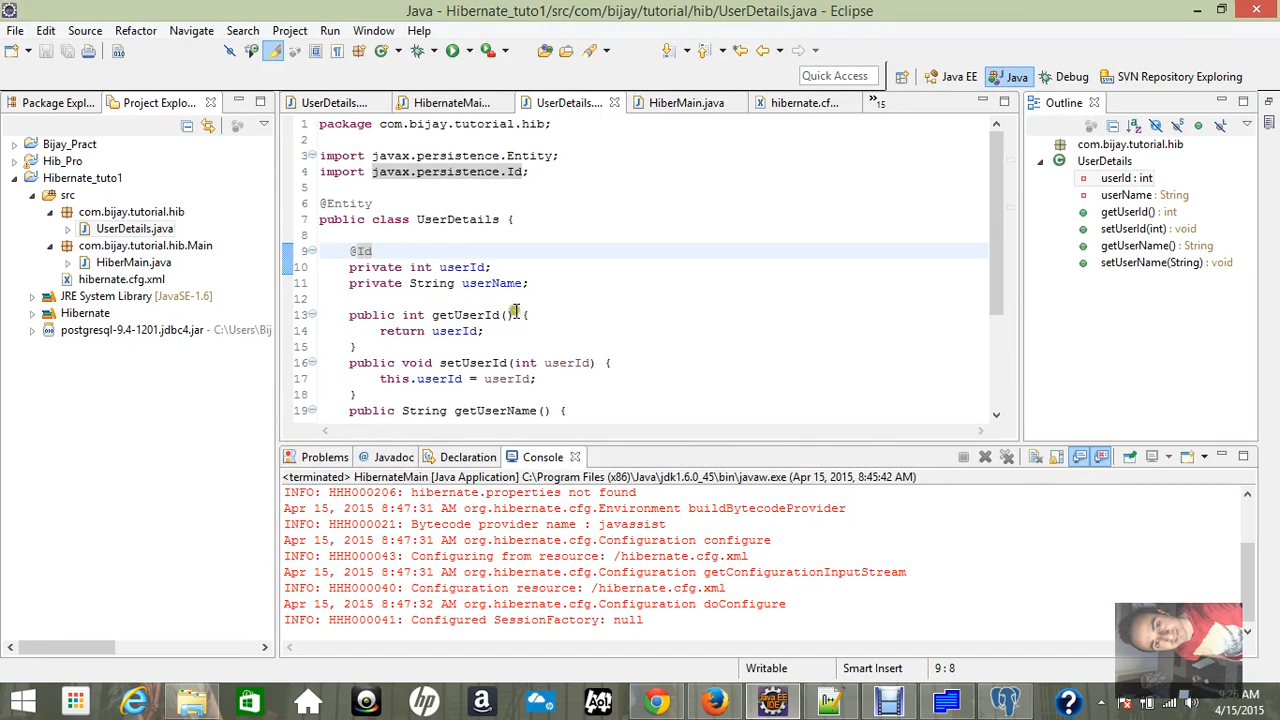 Java - Hibernate_tuto1/src/com/bijay/tutorial/hib/UserDetails.java - Eclipse
File Edit Source Refactor Navigate Search Project Run Window Help
Quick Access
Java EE
Java
Debug
SVN Repository Exploring
Package Expl...
Project Explo...
UserDetails....
HibernateMai...
UserDetails....
HiberMain.java
hibernate.cf...
»15
Outline
Bijay_Pract
Hib_Pro
Hibernate_tuto1
src
com.bijay.tutorial.hib
UserDetails.java
com.bijay.tutorial.hib.Main
HiberMain.java
hibernate.cfg.xml
JRE System Library [JavaSE-1.6]
Hibernate
postgresql-9.4-1201.jdbc4.jar - C:\Users\Bij
1 package com.bijay.tutorial.hib;
2
3 import javax.persistence.Entity;
4 import javax.persistence.Id;
5
6 @Entity
7 public class UserDetails {
8
9 @Id
10 private int userId;
11 private String userName;
12
13 public int getUserId() {
14 return userId;
15 }
16 public void setUserId(int userId) {
17 this.userId = userId;
18 }
19 public String getUserName() {
com.bijay.tutorial.hib
UserDetails
userId : int
userName : String
getUserId() : int
setUserId(int) : void
getUserName() : String
setUserName(String) : void
Problems
Javadoc
Declaration
Console
<terminated> HibernateMain [Java Application] C:\Program Files (x86)\Java\jdk1.6.0_45\bin\javaw.exe (Apr 15, 2015, 8:45:42 AM)
INFO: HHH000206: hibernate.properties not found
Apr 15, 2015 8:47:31 AM org.hibernate.cfg.Environment buildBytecodeProvider
INFO: HHH000021: Bytecode provider name : javassist
Apr 15, 2015 8:47:31 AM org.hibernate.cfg.Configuration configure
INFO: HHH000043: Configuring from resource: /hibernate.cfg.xml
Apr 15, 2015 8:47:31 AM org.hibernate.cfg.Configuration getConfigurationInputStream
INFO: HHH000040: Configuration resource: /hibernate.cfg.xml
Apr 15, 2015 8:47:32 AM org.hibernate.cfg.Configuration doConfigure
INFO: HHH000041: Configured SessionFactory: null
Writable
Smart Insert
9 : 8
9:26 AM
4/15/2015